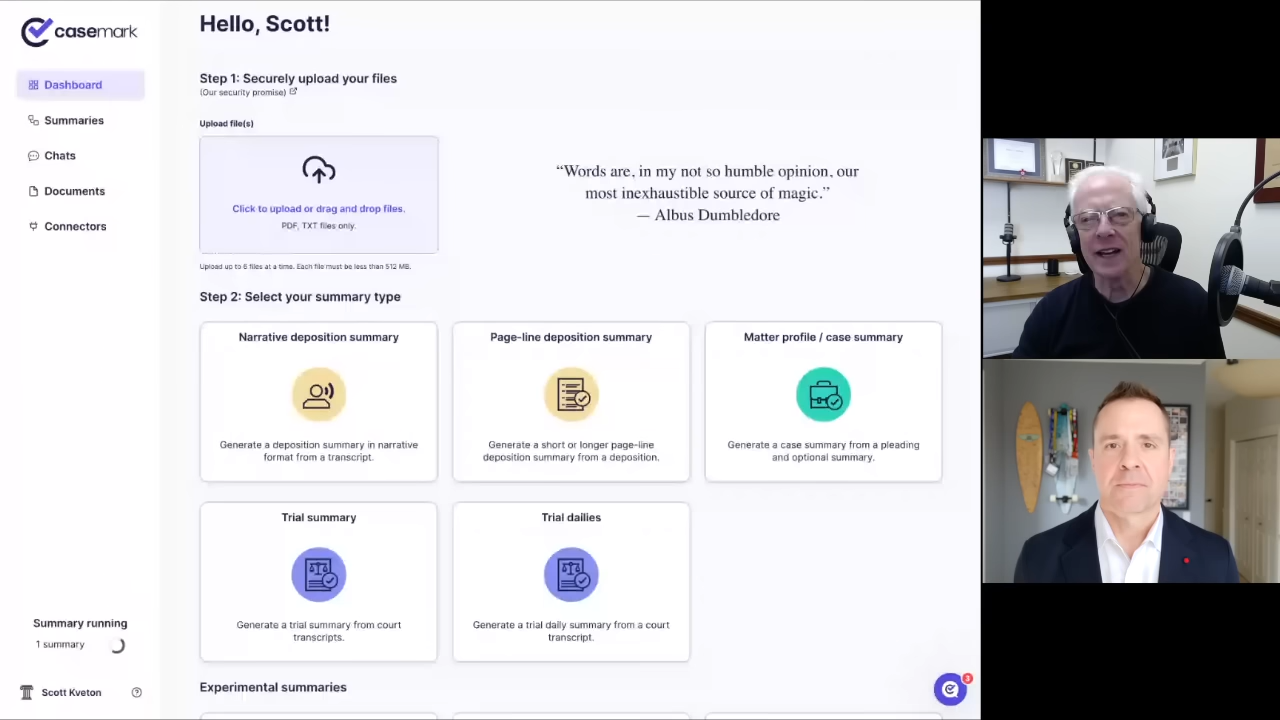 casemark
Dashboard
Summaries
Chats
Documents
Connectors
Summary running
1 summary
Scott Kveton
Hello, Scott!
Step 1: Securely upload your files
(Our security promise)
Upload file(s)
Click to upload or drag and drop files.
PDF, TXT files only.
Upload up to 6 files at a time. Each file must be less than 512 MB.
“Words are, in my not so humble opinion, our
most inexhaustible source of magic.”
— Albus Dumbledore
Step 2: Select your summary type
Narrative deposition summary
Generate a deposition summary in narrative
format from a transcript.
Page-line deposition summary
Generate a short or longer page-line
deposition summary from a deposition.
Matter profile / case summary
Generate a case summary from a pleading
and optional summary.
Trial summary
Generate a trial summary from court
transcripts.
Trial dailies
Generate a trial daily summary from a court
transcript.
Experimental summaries
3